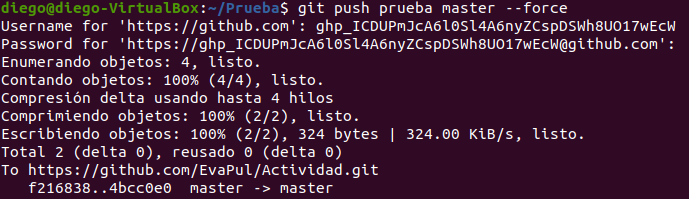 diego@diego-VirtualBox:~/Prueba$ git push prueba master --force
Username for 'https://github.com': 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
Password for 'https://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@github.com':
Enumerando objetos: 4, listo.
Contando objetos: 100% (4/4), listo.
Compresión delta usando hasta 4 hilos
Comprimiendo objetos: 100% (2/2), listo.
Escribiendo objetos: 100% (2/2), 324 bytes | 324.00 KiB/s, listo.
Total 2 (delta 0), reusado 0 (delta 0)
To https://github.com/EvaPul/Actividad.git
   f216838..4bcc0e0  master -> master